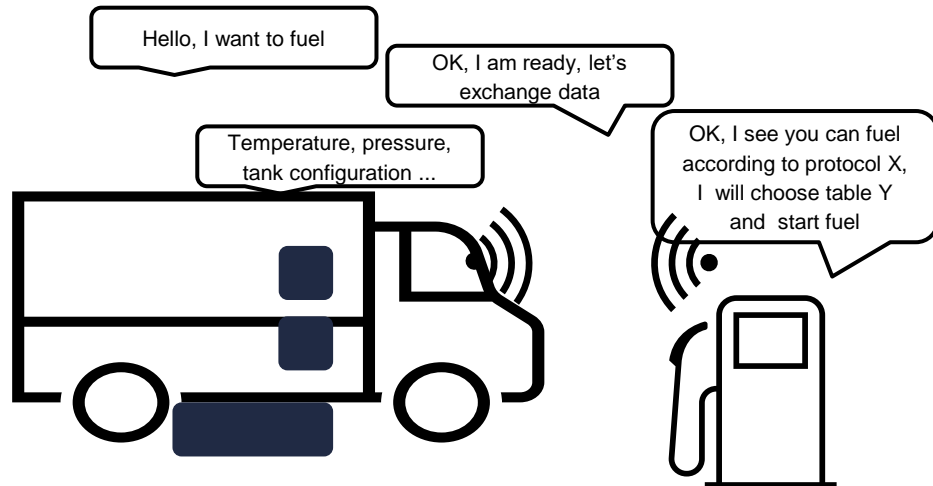 Hello, I want to fuel
OK, I am ready, let's
exchange data
Temperature, pressure,
tank configuration ...
OK, I see you can fuel
according to protocol X,
I will choose table Y
and start fuel